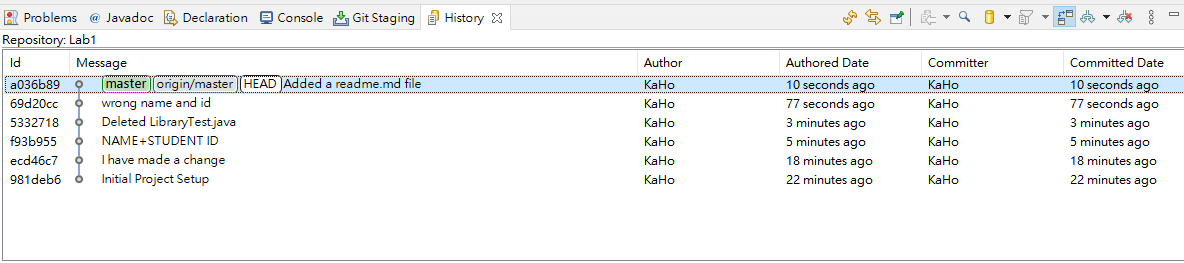 Problems @ Javadoc Declaration Console Git Staging History
Repository: Lab1
Id Message Author Authored Date Committer Committed Date
a036b89 master origin/master HEAD Added a readme.md file KaHo 10 seconds ago KaHo 10 seconds ago
69d20cc wrong name and id KaHo 77 seconds ago KaHo 77 seconds ago
5332718 Deleted LibraryTest.java KaHo 3 minutes ago KaHo 3 minutes ago
f93b955 NAME+STUDENT ID KaHo 5 minutes ago KaHo 5 minutes ago
ecd46c7 I have made a change KaHo 18 minutes ago KaHo 18 minutes ago
981deb6 Initial Project Setup KaHo 22 minutes ago KaHo 22 minutes ago